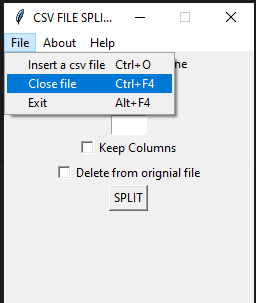 CSV FILE SPLI...
File About Help
Insert a csv file Ctrl+O
Close file Ctrl+F4
Exit Alt+F4
Keep Columns
Delete from orignial file
SPLIT